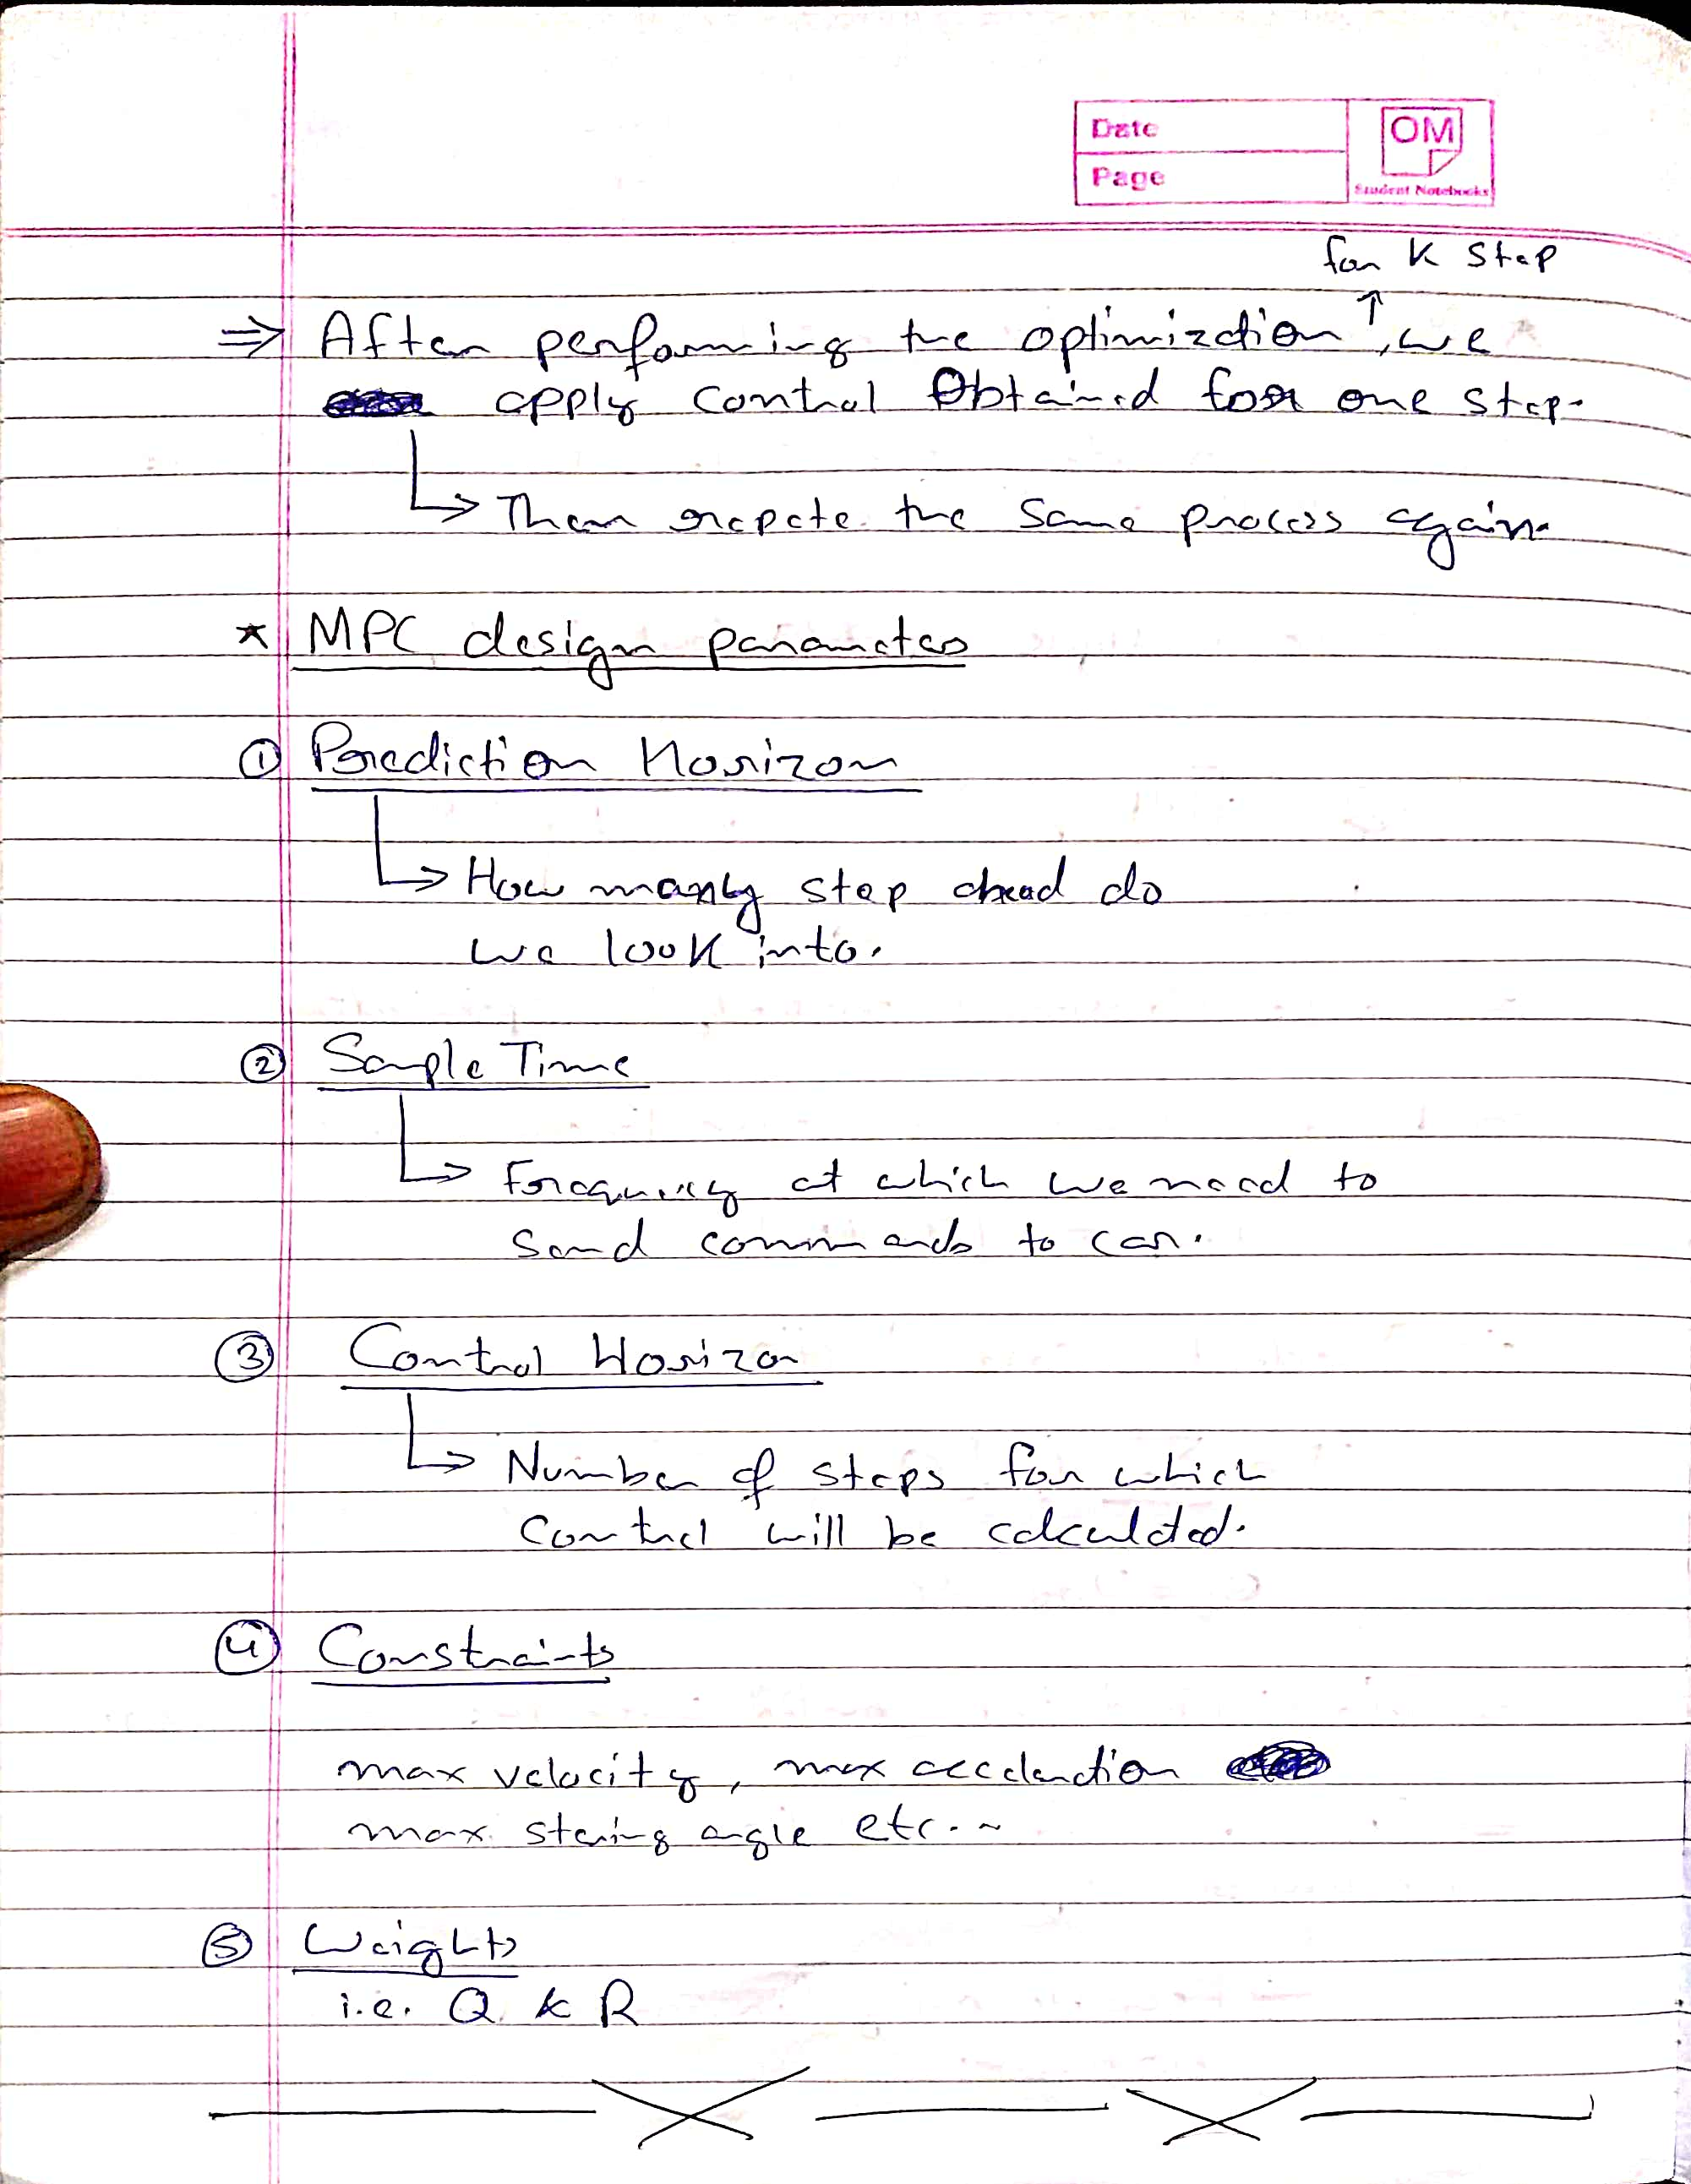 Date
Page
OM
Student Notebooks
for K step
↑
⇒ After performing the optimization, we
apply control Obtained for one step.
↳ Then repete the same process again.
* MPC design parameters
① Prediction Horizon
↳ How many step ahead do
we look into.
② Sample Time
↳ Frequency at which we need to
send commands to car.
③ Control Horizon
↳ Number of steps for which
Control will be calculated.
④ Constraints
max velocity, max acceleration
max stering angle etc..
⑤ Weights
i.e. Q & R